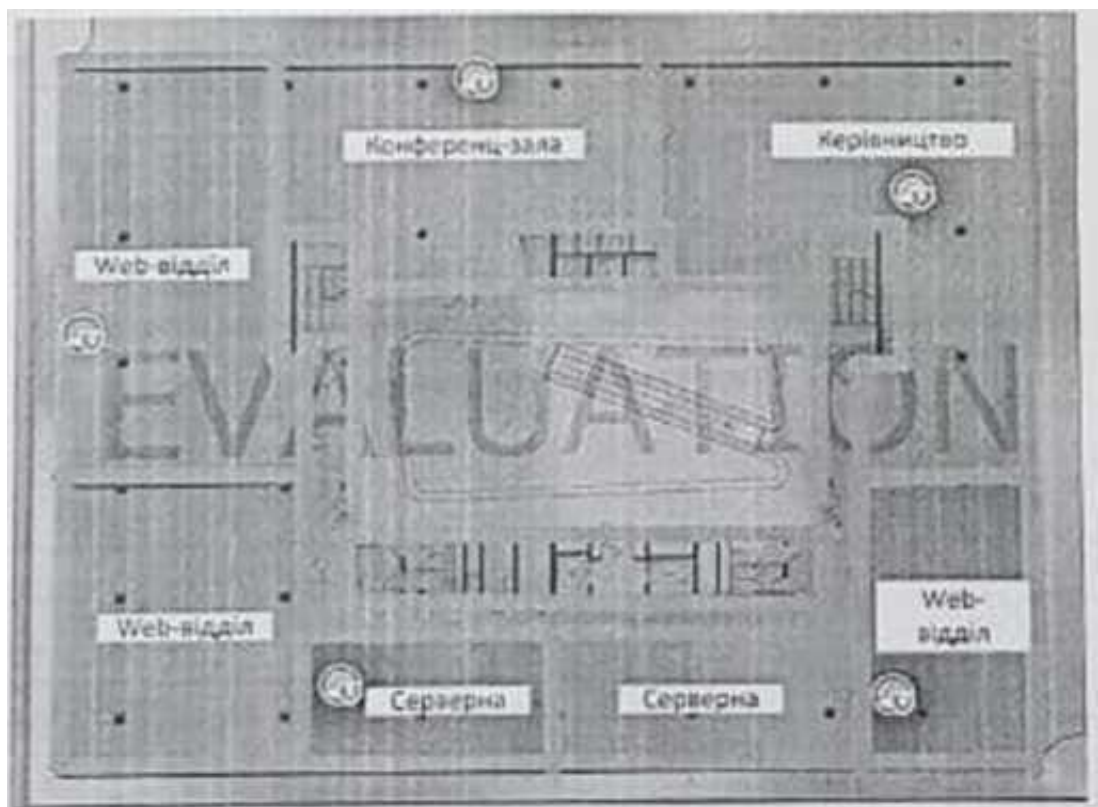 Конференц-зала
Керівництво
Web-відділ
EVALUATION
Web-відділ
Web-
відділ
Серверна
Серверна